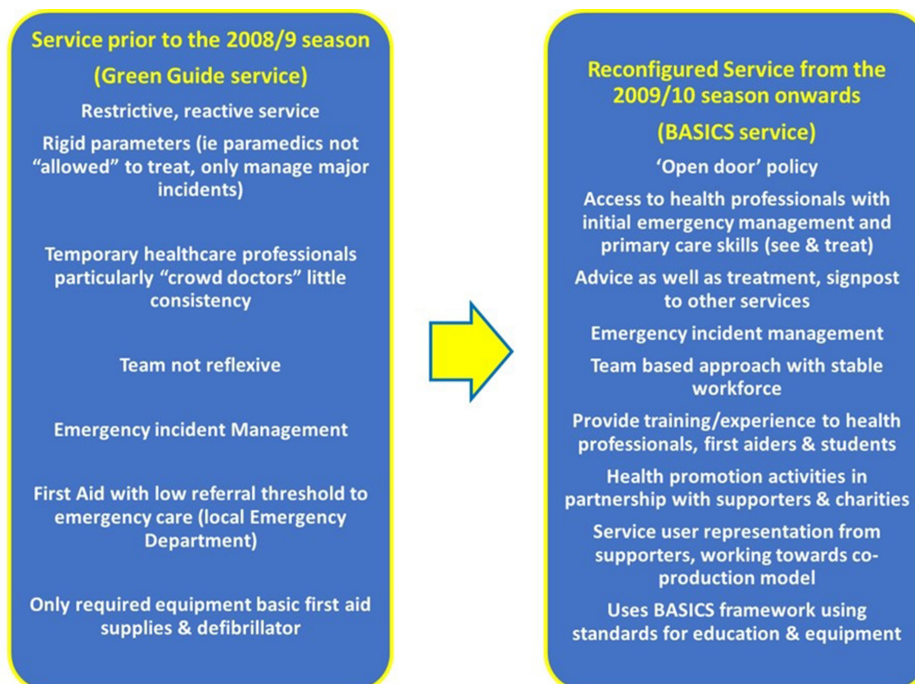 Service prior to the 2008/9 season
(Green Guide service)
Restrictive, reactive service
Rigid parameters (ie paramedics not
“allowed” to treat, only manage major
incidents)
Temporary healthcare professionals
particularly “crowd doctors” little
consistency
Team not reflexive
Emergency incident Management
First Aid with low referral threshold to
emergency care (local Emergency
Department)
Only required equipment basic first aid
supplies & defibrillator
Reconfigured Service from the
2009/10 season onwards
(BASICS service)
‘Open door’ policy
Access to health professionals with
initial emergency management and
primary care skills (see & treat)
Advice as well as treatment, signpost
to other services
Emergency incident management
Team based approach with stable
workforce
Provide training/experience to health
professionals, first aiders & students
Health promotion activities in
partnership with supporters & charities
Service user representation from
supporters, working towards co-
production model
Uses BASICS framework using
standards for education & equipment